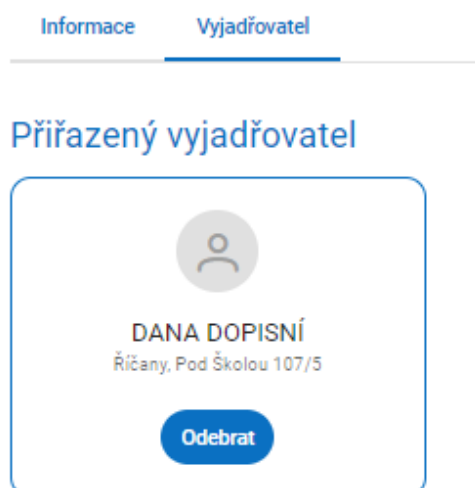 Informace Vyjadřovatel
Přiřazený vyjadřovatel
DANA DOPISNÍ
Říčany, Pod Školou 107/5
Odebrat